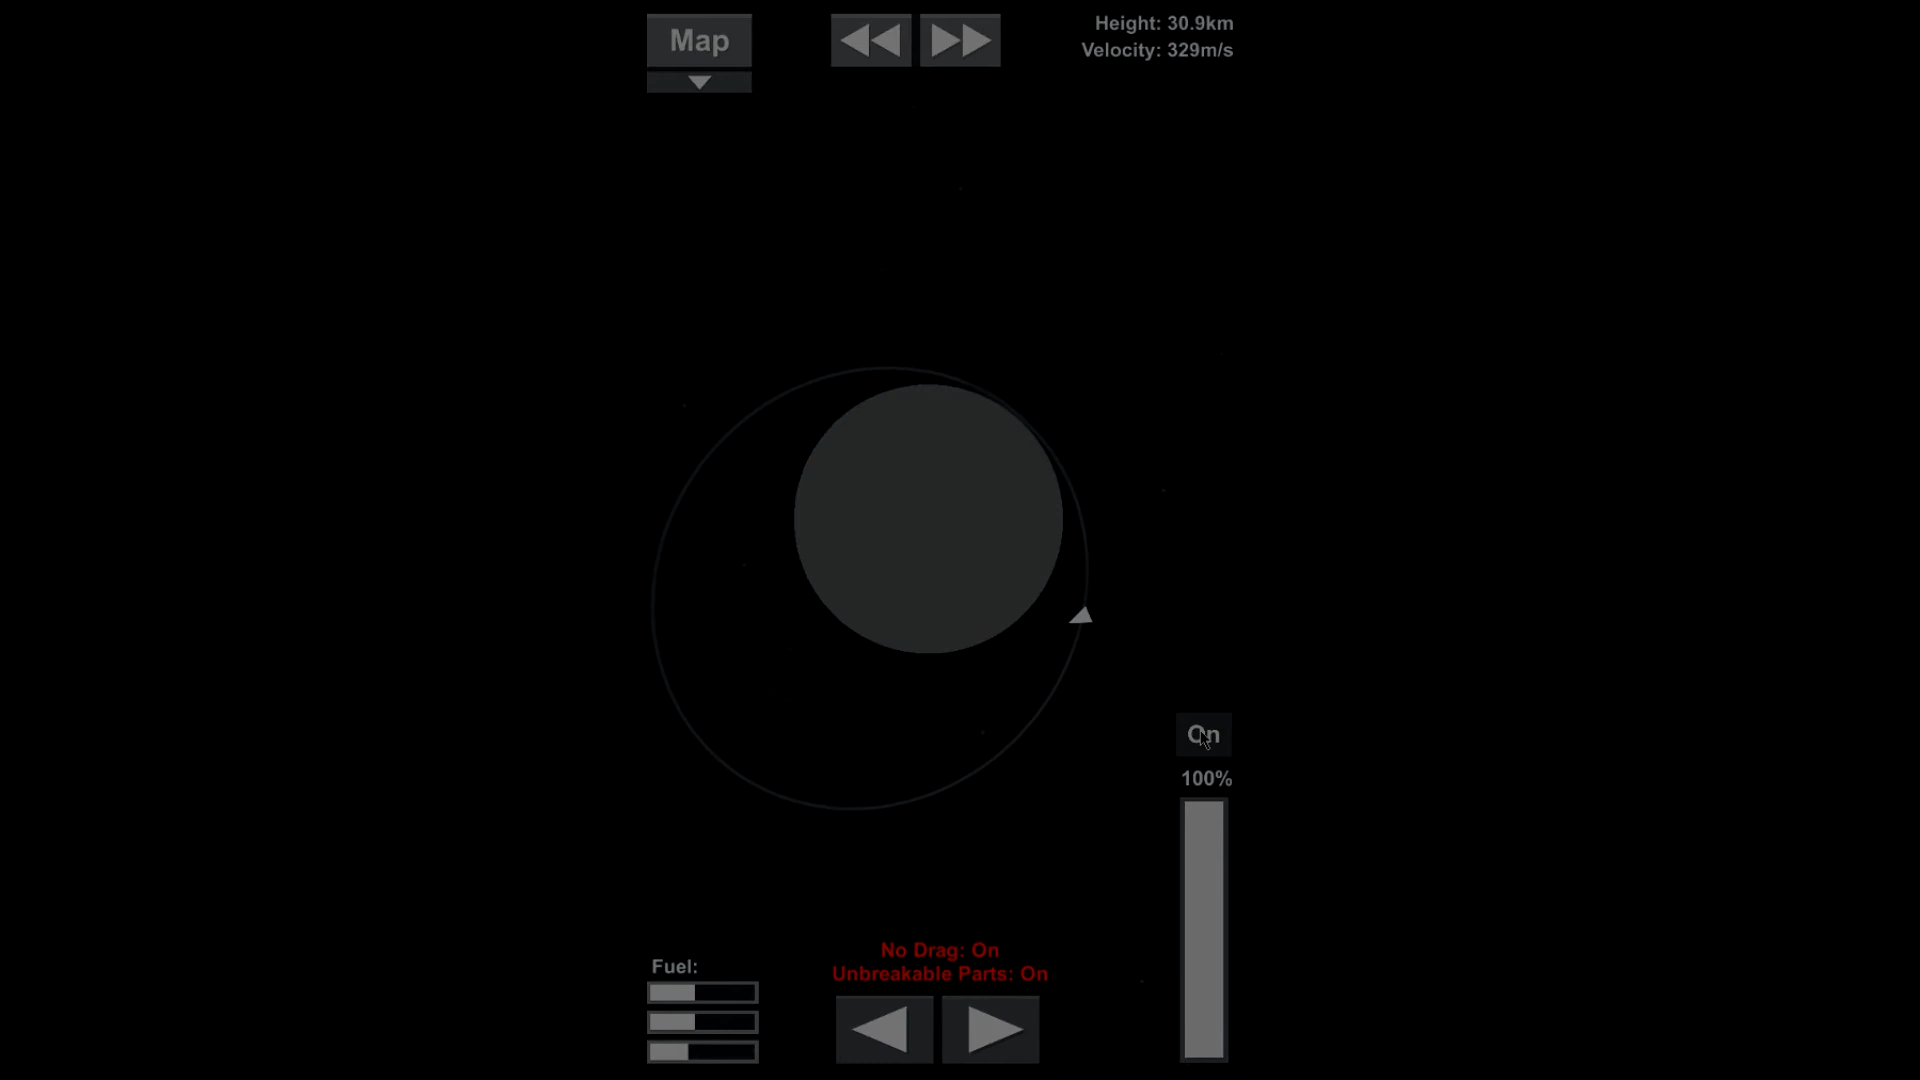 Map
Height: 30.9km
Velocity: 329m/s
On
100%
No Drag: On
Unbreakable Parts: On
Fuel: